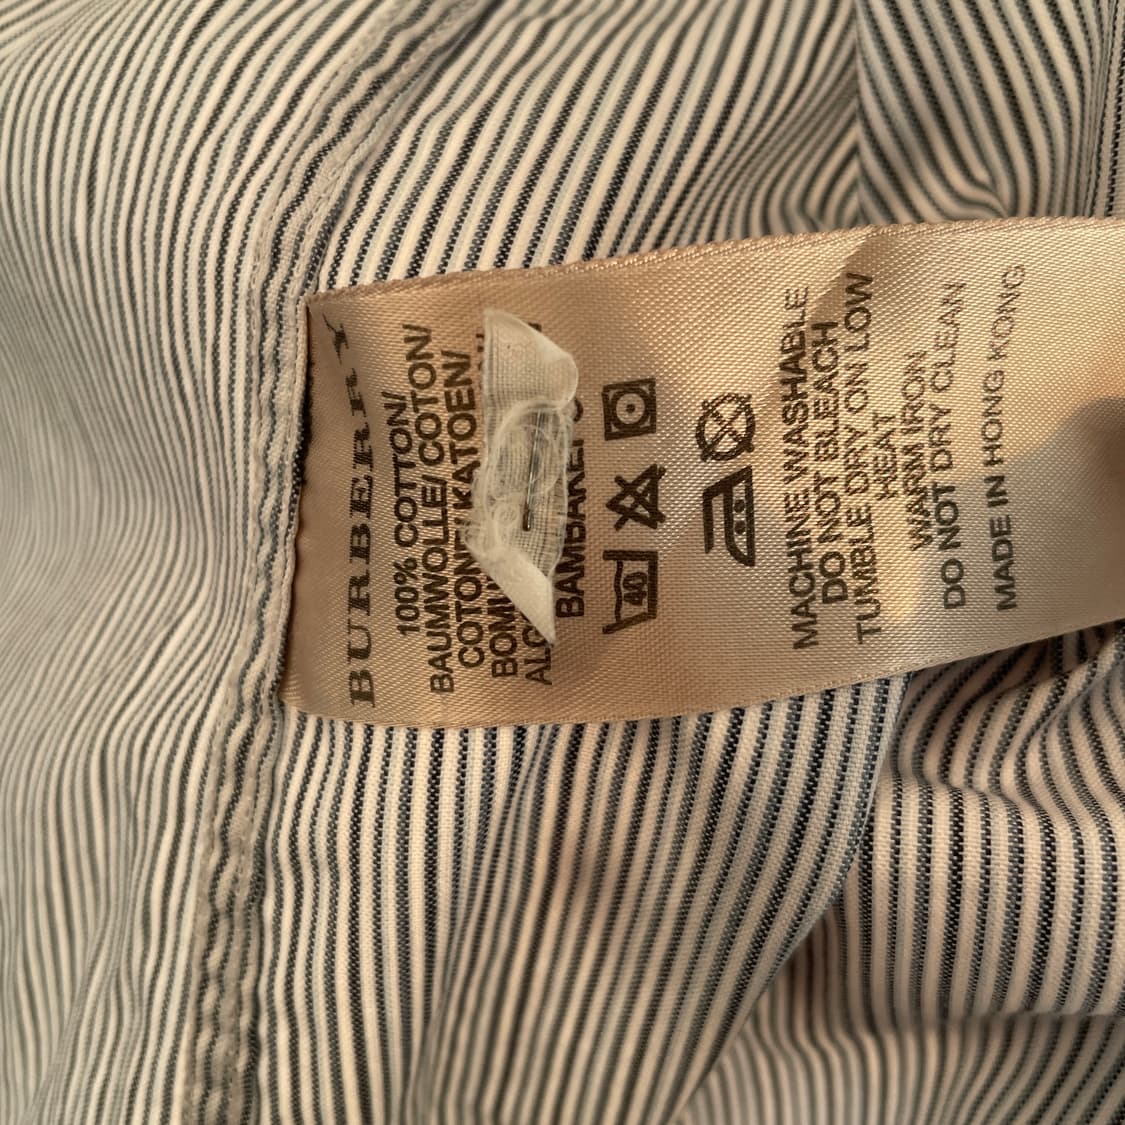 BURBERRY
100% COTTON/
BAUMWOLLE/ COTON/
COTONE/ KATOEN/
40
MACHINE WASHABLE
DO NOT BLEACH
TUMBLE DRY ON LOW
HEAT
WARM IRON
DO NOT DRY CLEAN
MADE IN HONG KONG